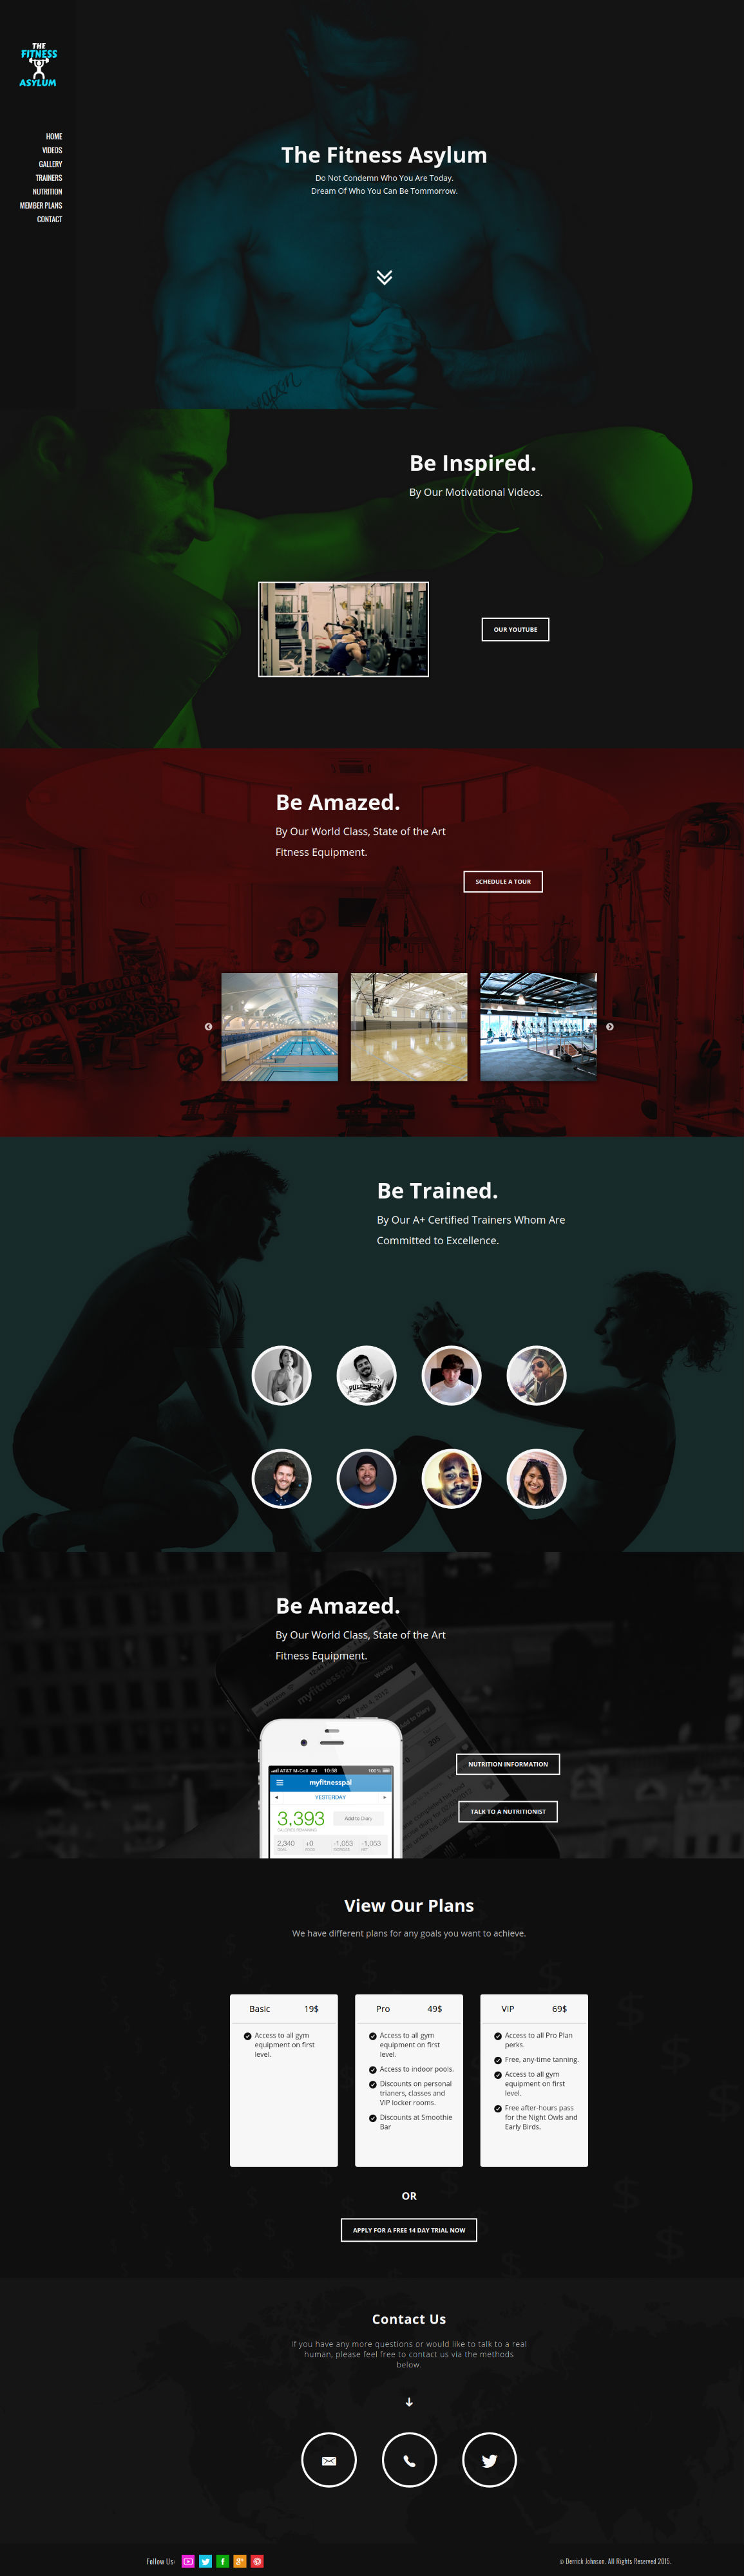 THE
FITNESS
ASYLUM
HOME
VIDEOS
GALLERY
TRAINERS
NUTRITION
MEMBER PLANS
CONTACT
The Fitness Asylum
Do Not Condemn Who You Are Today.
Dream Of Who You Can Be Tommorrow.
Be Inspired.
By Our Motivational Videos.
OUR YOUTUBE
Be Amazed.
By Our World Class, State of the Art
Fitness Equipment.
SCHEDULE A TOUR
Be Trained.
By Our A+ Certified Trainers Whom Are
Committed to Excellence.
Be Amazed.
By Our World Class, State of the Art
Fitness Equipment.
myfitnesspal
Daily
Weekly
AT&T M-Cell 4G 10:58 100%
myfitnesspal
YESTERDAY
3,393
CALORIES REMAINING
Add to Diary
2,340 +0 -1,053 -1,053
NUTRITION INFORMATION
TALK TO A NUTRITIONIST
View Our Plans
We have different plans for any goals you want to achieve.
Basic 19$
Access to all gym
equipment on first
level.
Pro 49$
Access to all gym
equipment on first
level.
Access to indoor pools.
Discounts on personal
trianers, classes and
VIP locker rooms.
Discounts at Smoothie
Bar
VIP 69$
Access to all Pro Plan
perks.
Free, any-time tanning.
Access to all gym
equipment on first
level.
Free after-hours pass
for the Night Owls and
Early Birds.
OR
APPLY FOR A FREE 14 DAY TRIAL NOW
Contact Us
If you have any more questions or would like to talk to a real
human, please feel free to contact us via the methods
below.
Follow Us:
© Derrick Johnson. All Rights Reserved 2015.